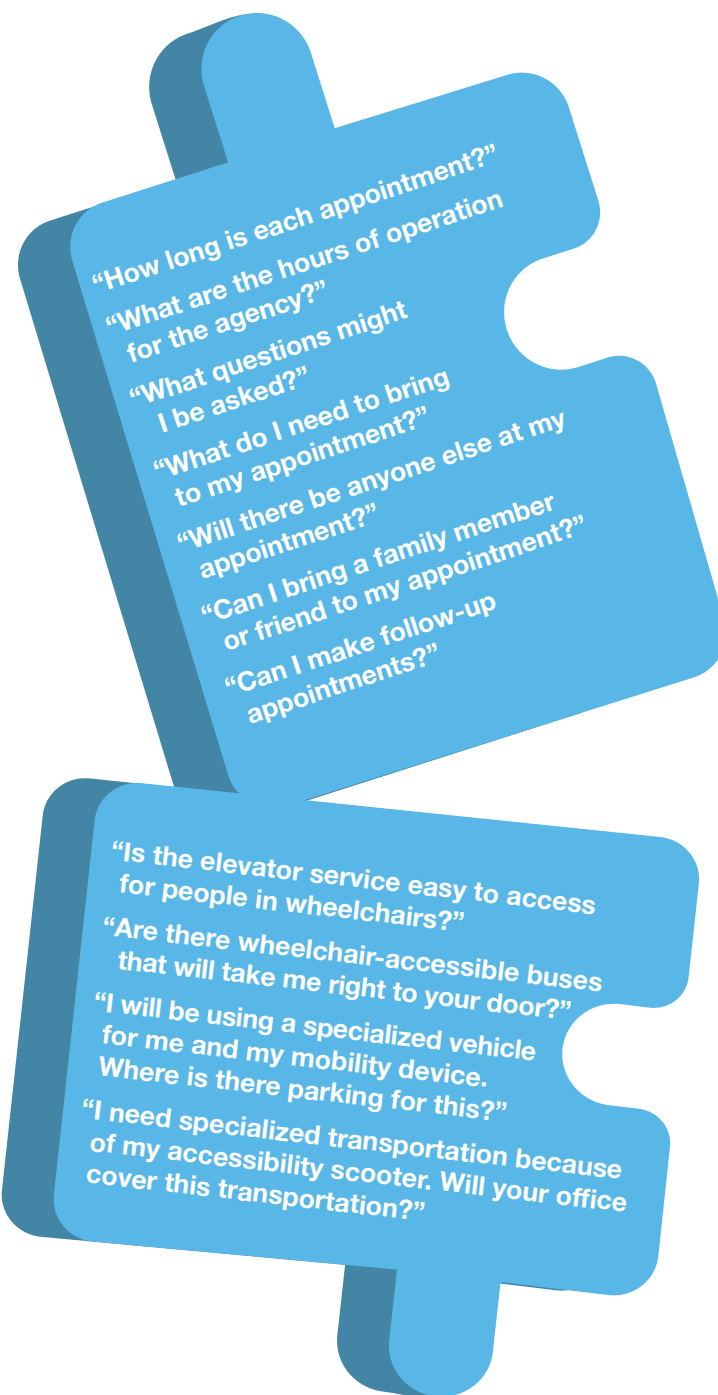 “How long is each appointment?”
“What are the hours of operation
for the agency?”
“What questions might
I be asked?”
“What do I need to bring
to my appointment?”
“Will there be anyone else at my
appointment?”
“Can I bring a family member
or friend to my appointment?”
“Can I make follow-up
appointments?”
“Is the elevator service easy to access
for people in wheelchairs?”
“Are there wheelchair-accessible buses
that will take me right to your door?”
“I will be using a specialized vehicle
for me and my mobility device.
Where is there parking for this?”
“I need specialized transportation because
of my accessibility scooter. Will your office
cover this transportation?”